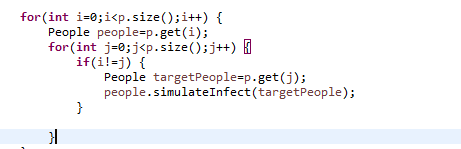 for(int i=0;i<p.size();i++) {
People people=p.get(i);
for(int j=0;j<p.size();j++) {
if(i!=j) {
People targetPeople=p.get(j);
people.simulateInfect(targetPeople);
}
}